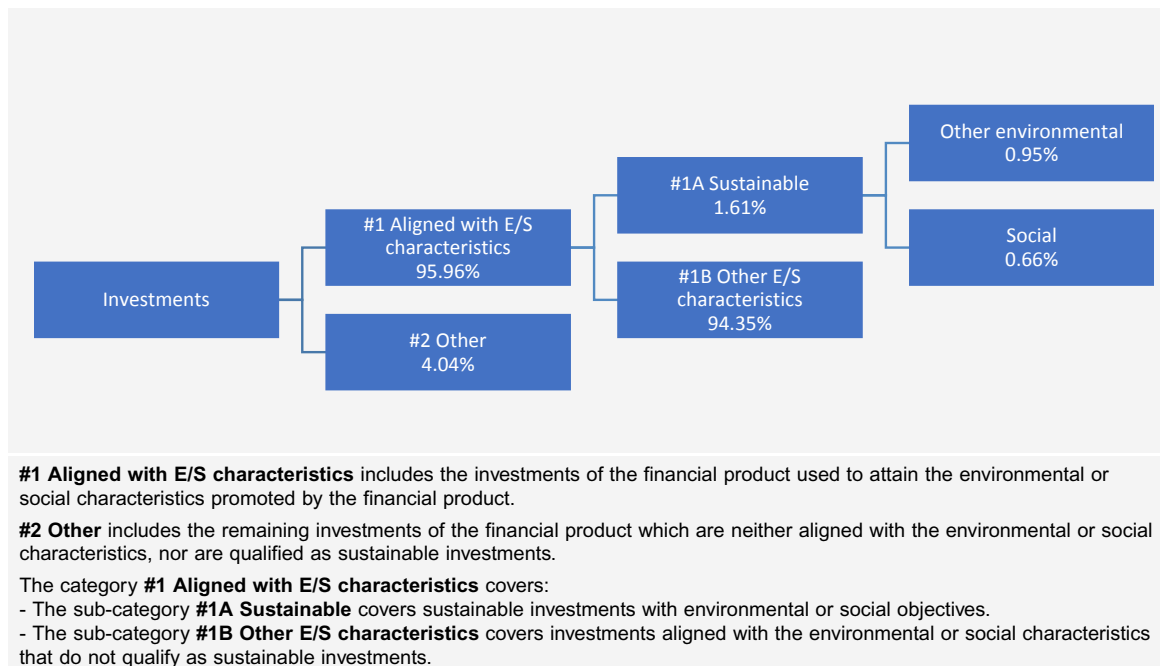 Investments
#1 Aligned with E/S
characteristics
95.96%
#2 Other
4.04%
#1A Sustainable
1.61%
#1B Other E/S
characteristics
94.35%
Other environmental
0.95%
Social
0.66%
#1 Aligned with E/S characteristics includes the investments of the financial product used to attain the environmental or
social characteristics promoted by the financial product.
#2 Other includes the remaining investments of the financial product which are neither aligned with the environmental or social
characteristics, nor are qualified as sustainable investments.
The category #1 Aligned with E/S characteristics covers:
- The sub-category #1A Sustainable covers sustainable investments with environmental or social objectives.
- The sub-category #1B Other E/S characteristics covers investments aligned with the environmental or social characteristics
that do not qualify as sustainable investments.